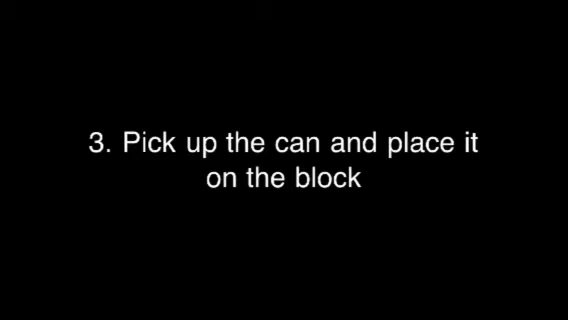 3. Pick up the can and place it
on the block